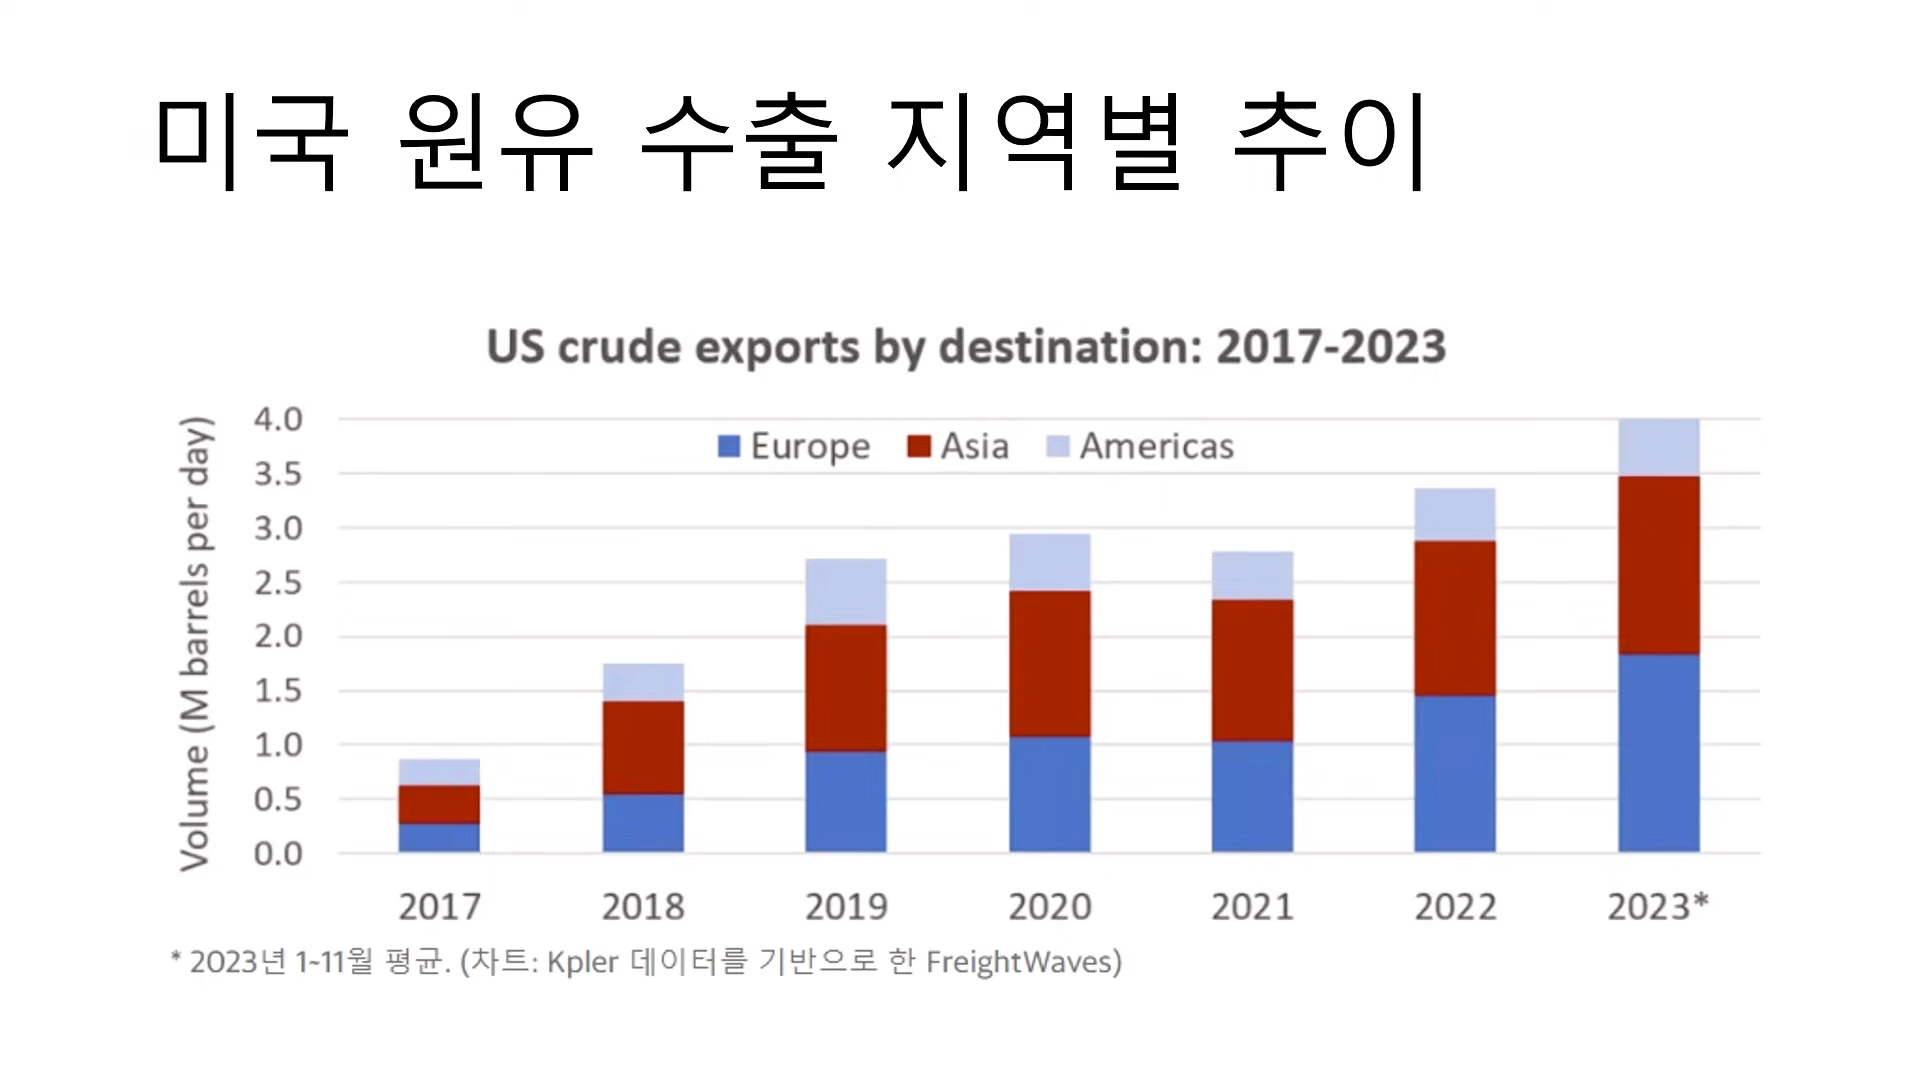 미국 원유 수출 지역별 추이
US crude exports by destination: 2017-2023
Volume (M barrels per day)
4.0
3.5
3.0
2.5
2.0
1.5
1.0
0.5
0.0
Europe Asia Americas
2017 2018 2019 2020 2021 2022 2023*
* 2023년 1~11월 평균. (차트: Kpler 데이터를 기반으로 한 FreightWaves)